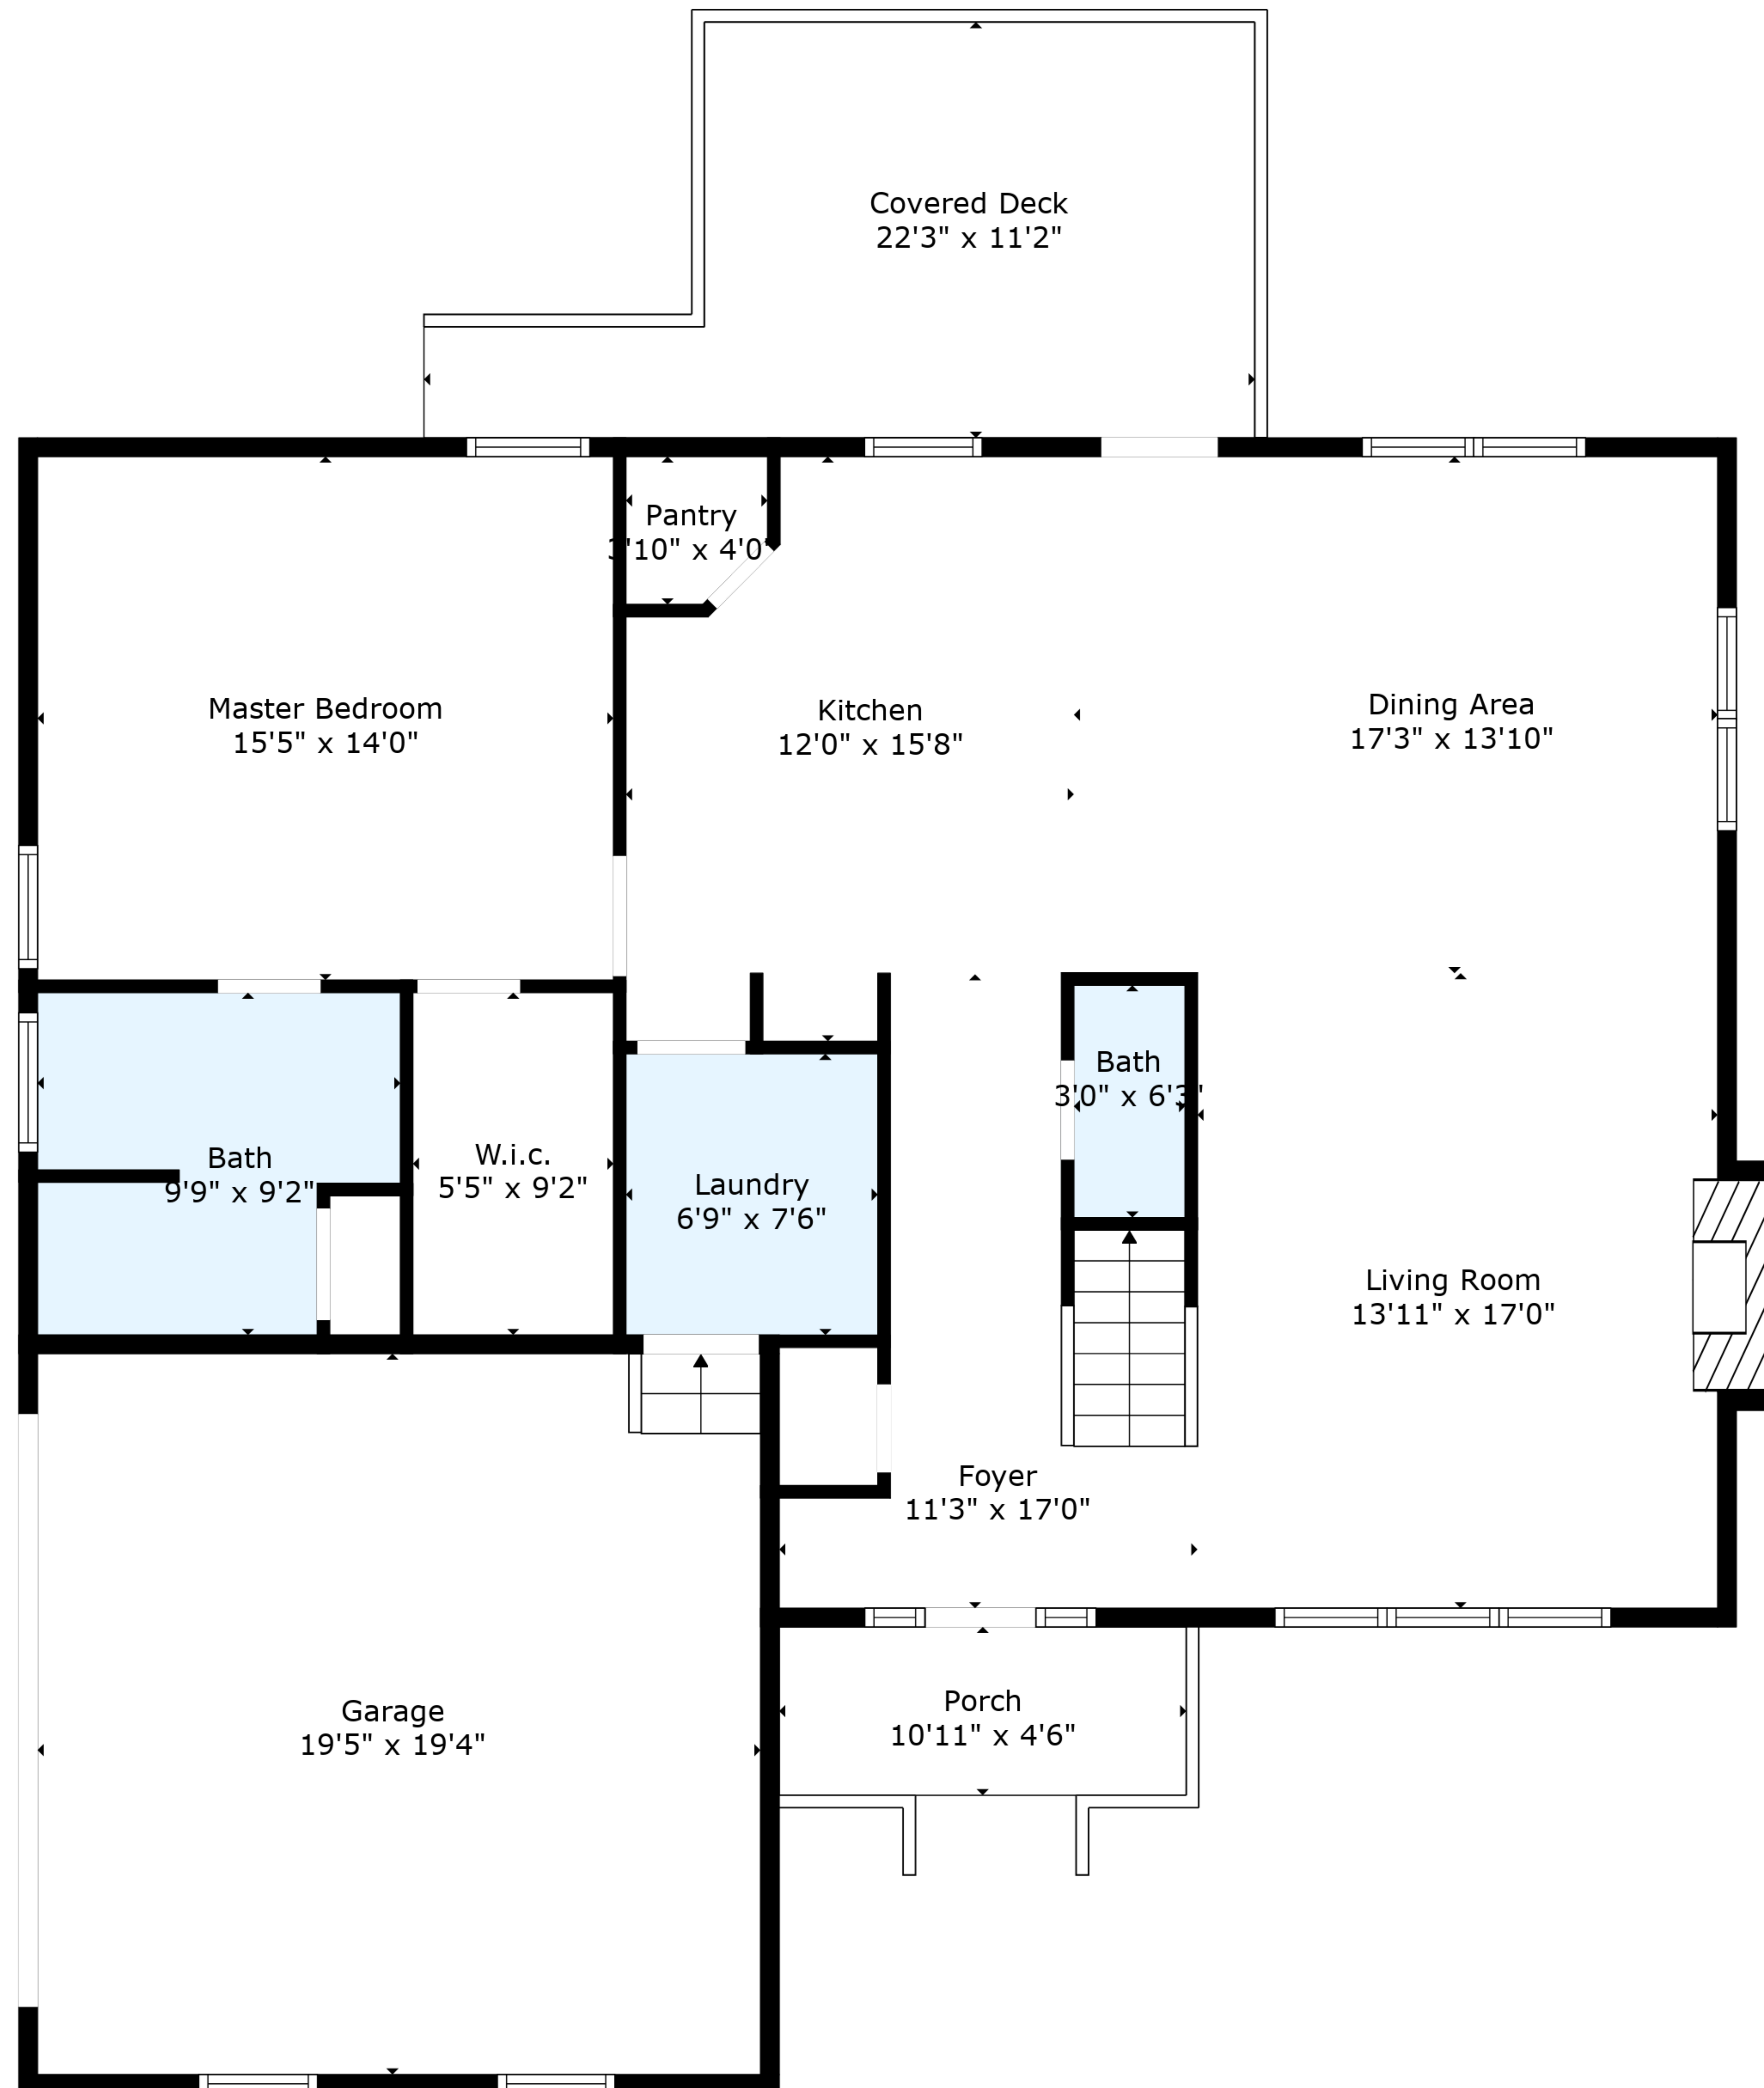 Covered Deck
22'3" x 11'2"
Pantry
3'10" x 4'0"
Master Bedroom
15'5" x 14'0"
Kitchen
12'0" x 15'8"
Dining Area
17'3" x 13'10"
Bath
9'9" x 9'2"
W.i.c.
5'5" x 9'2"
Laundry
6'9" x 7'6"
Bath
3'0" x 6'3"
Living Room
13'11" x 17'0"
Foyer
11'3" x 17'0"
Garage
19'5" x 19'4"
Porch
10'11" x 4'6"